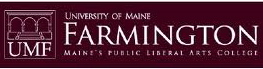 UNIVERSITY OF MAINE
FARMINGTON
UMF
MAINE'S PUBLIC LIBERAL ARTS COLLEGE